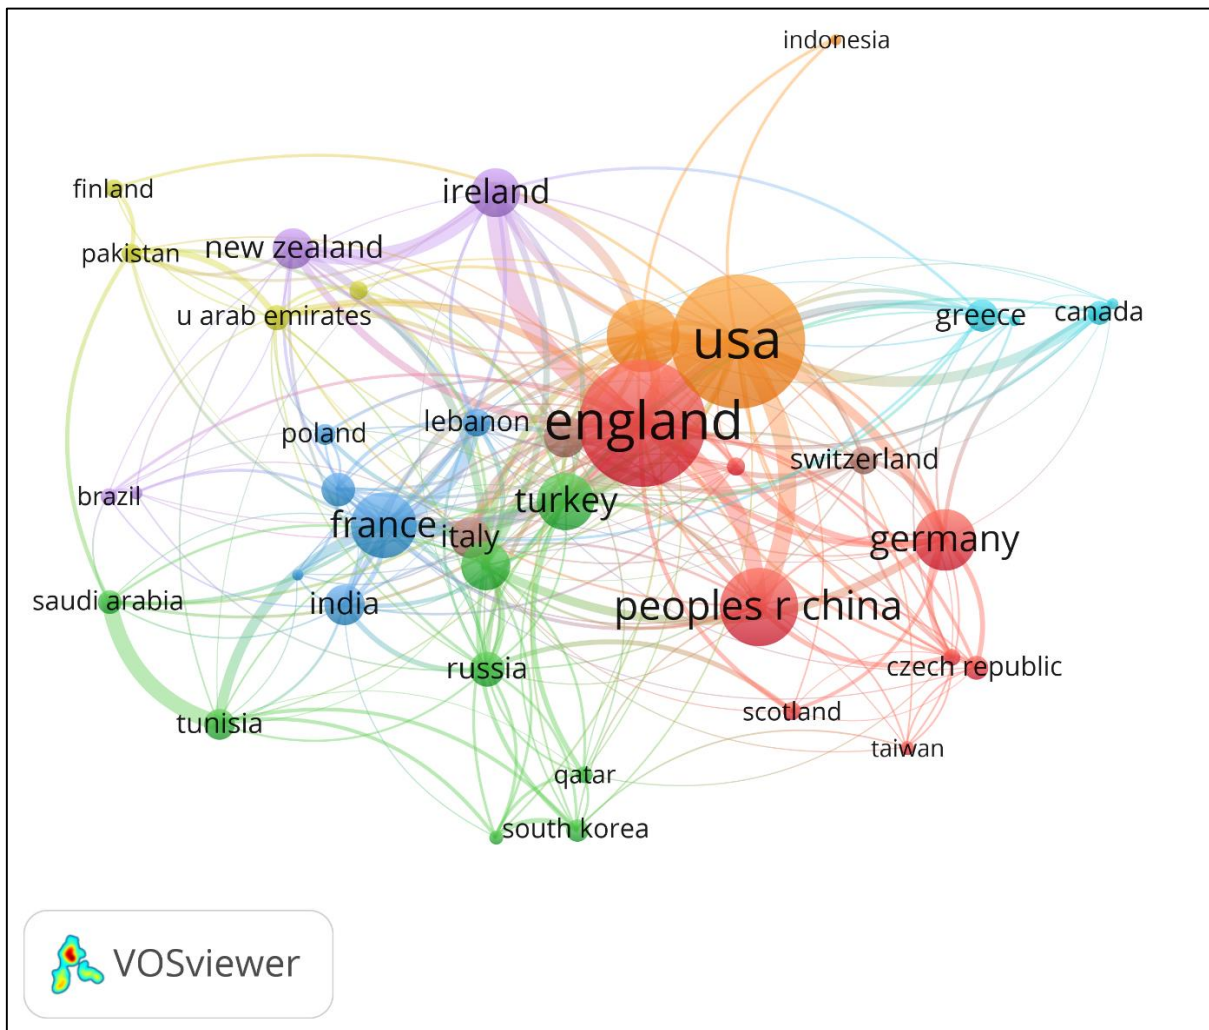 indonesia
finland
ireland
new zealand
pakistan
u arab emirates
greece
canada
usa
england
lebanon
poland
switzerland
brazil
turkey
france
italy
germany
saudi arabia
india
peoples r china
russia
czech republic
scotland
tunisia
taiwan
qatar
south korea
VOSviewer